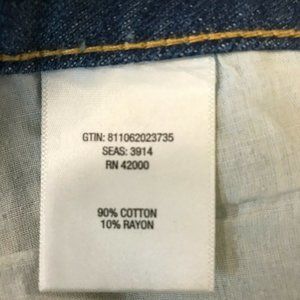 GTIN: 811062023735
SEAS: 3914
RN 42000
90% COTTON
10% RAYON